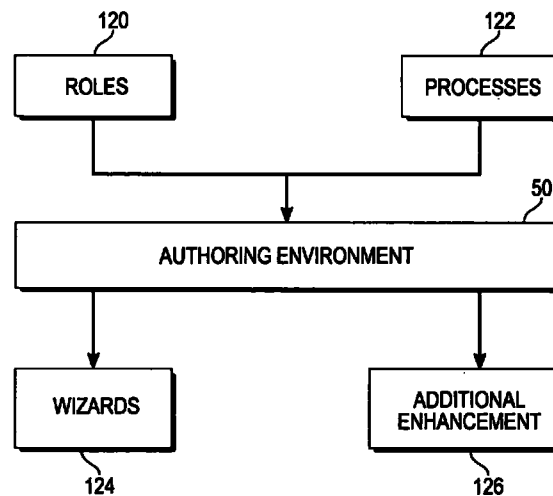 120
122
ROLES
PROCESSES
50
AUTHORING ENVIRONMENT
WIZARDS
ADDITIONAL
ENHANCEMENT
124
126